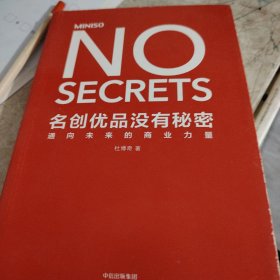 MINISO
NO
SECRETS
名创优品没有秘密
通向未来的商业力量
杜博奇 著
中信出版集团